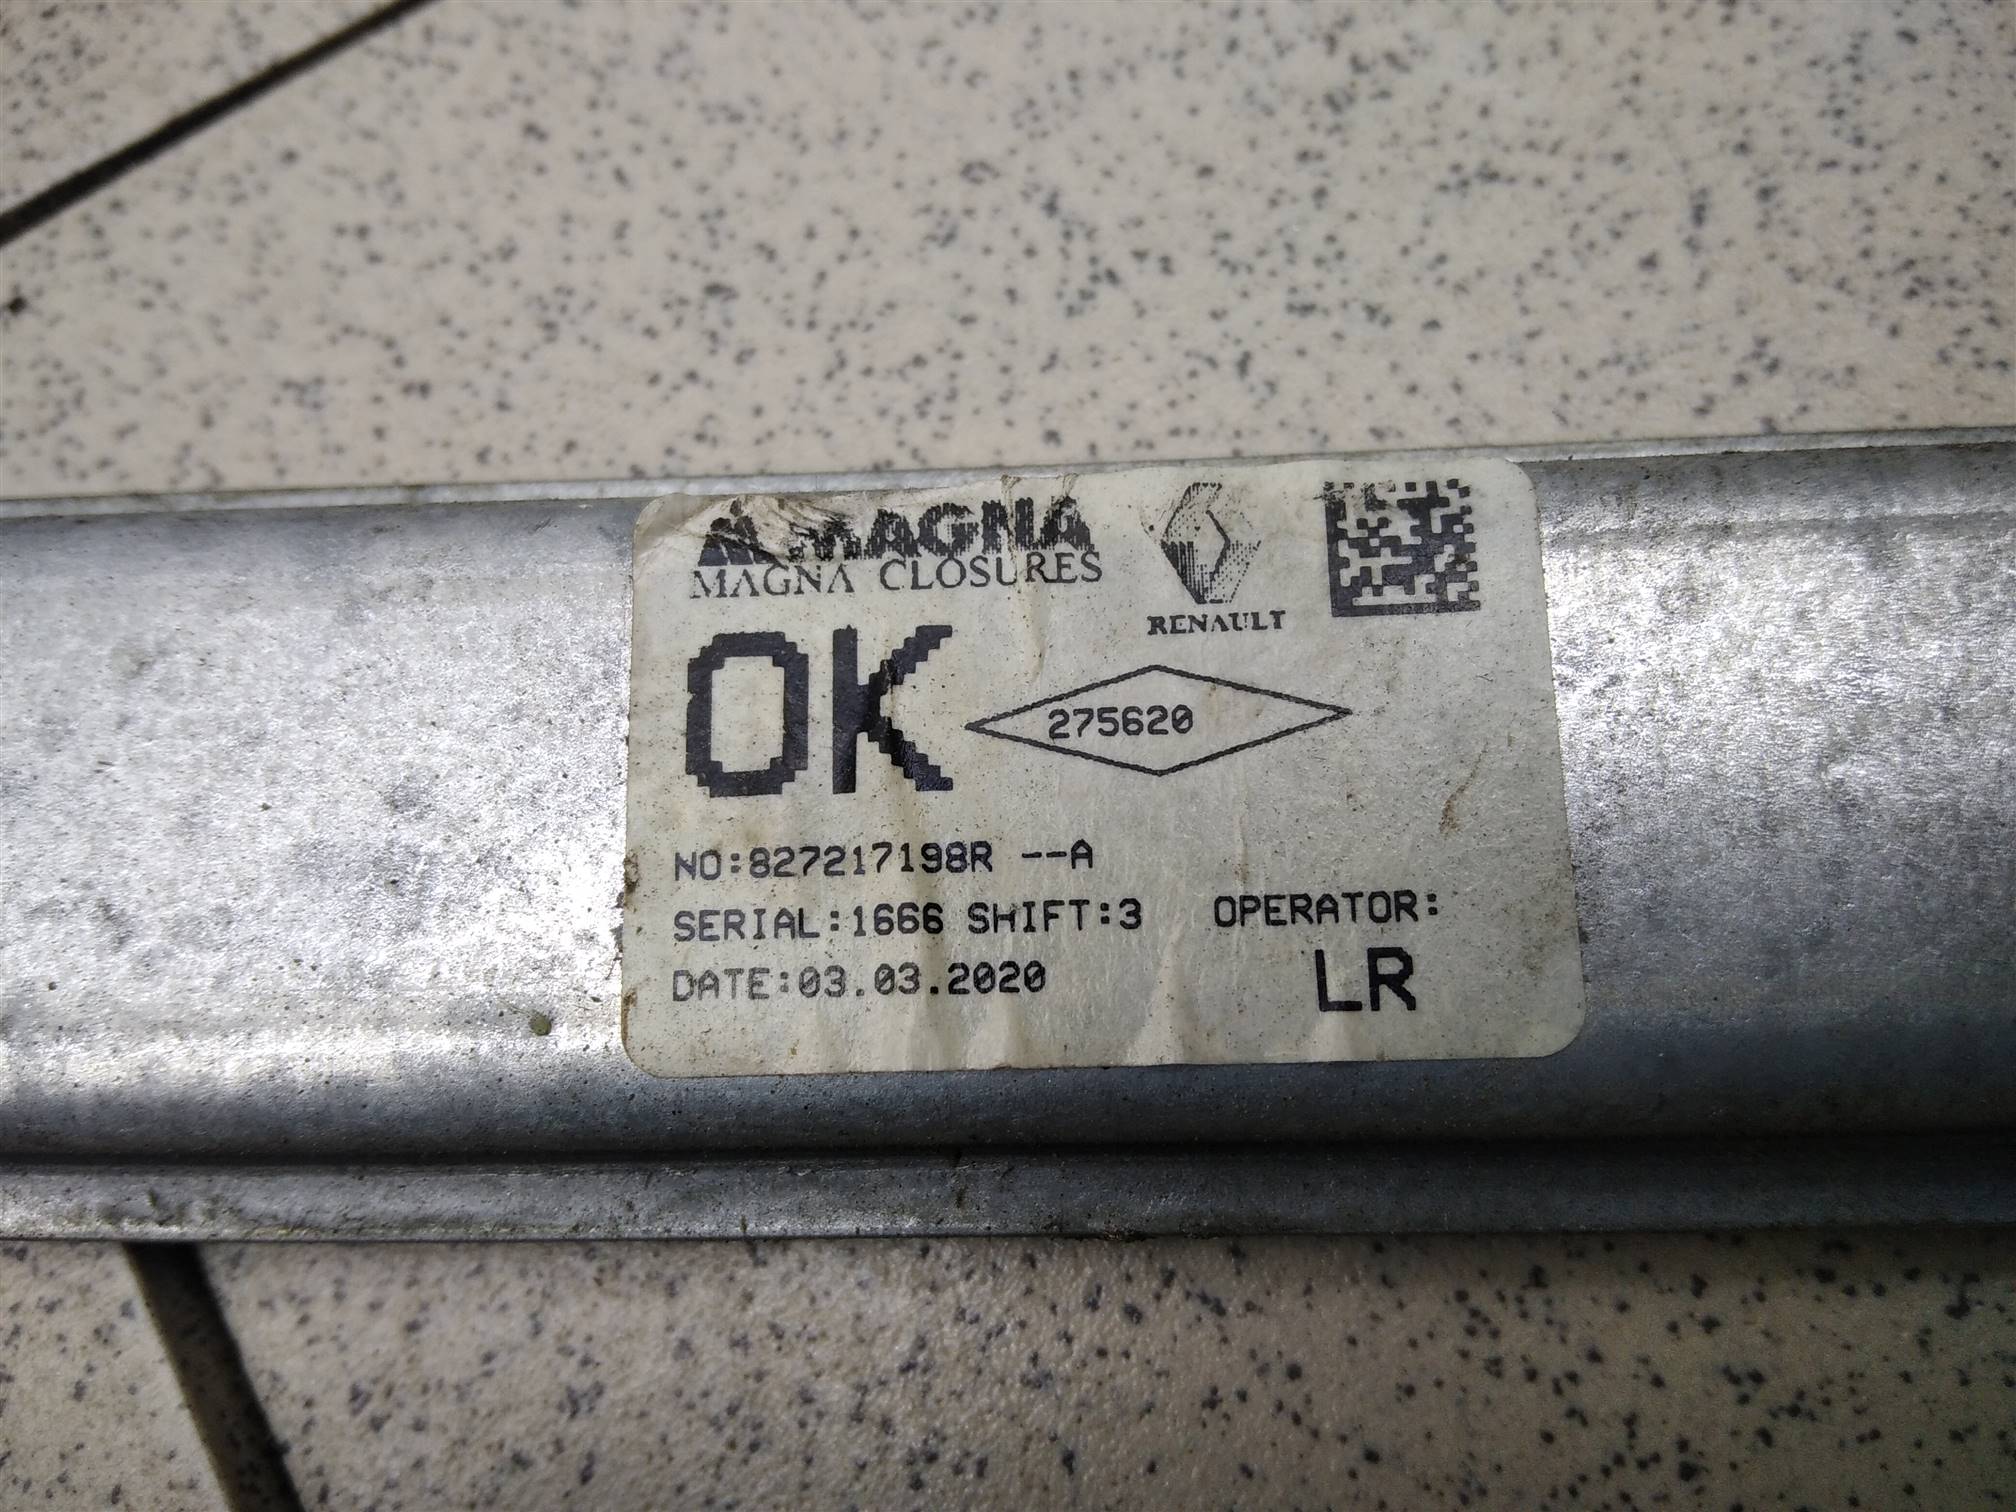 MAGNA
MAGNA CLOSURES
RENAULT
OK
275620
NO:827217198R --A
SERIAL:1666 SHIFT:3 OPERATOR:
DATE:03.03.2020 LR